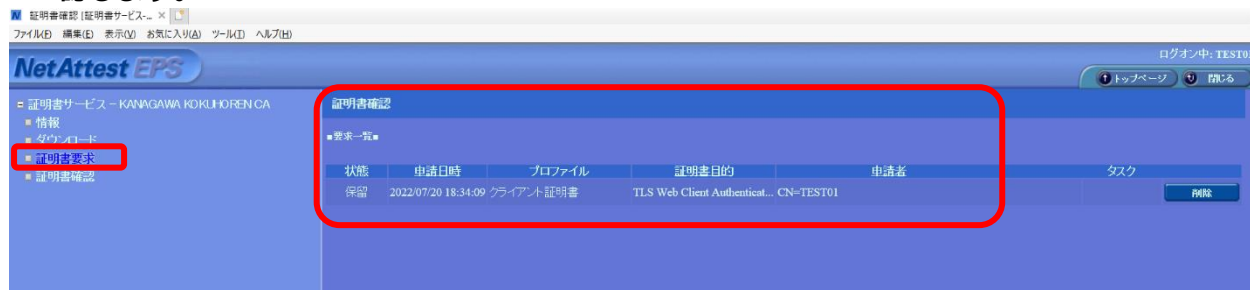 証明書確認 |証明書サービス-... ×
ファイル(F) 編集(E) 表示(V) お気に入り(A) ツール(T) ヘルプ(H)
NetAttest EPS
ログオン中: TEST01
トップページ 閉じる
証明書サービス – KANAGAWA KOKUHOREN CA
情報
ダウンロード
証明書要求
証明書確認
証明書確認
■要求一覧■
状態 申請日時 プロファイル 証明書目的 申請者 タスク
保留 2022/07/20 18:34:09 クライアント証明書 TLS Web Client Authenticat... CN=TEST01 削除